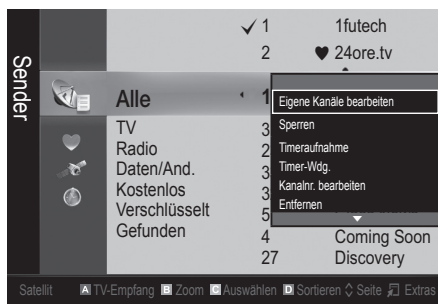 Sender
✓ 1 1futech
2 ♥ 24ore.tv
Alle 1
TV 3
Radio 2
Daten/And. 3
Kostenlos 3
Verschlüsselt 5
Gefunden 4 Coming Soon
27 Discovery
Eigene Kanäle bearbeiten
Sperren
Timeraufnahme
Timer-Wdg.
Kanalnr. bearbeiten
Entfernen
Satellit A TV-Empfang B Zoom C Auswählen D Sortieren Seite Extras